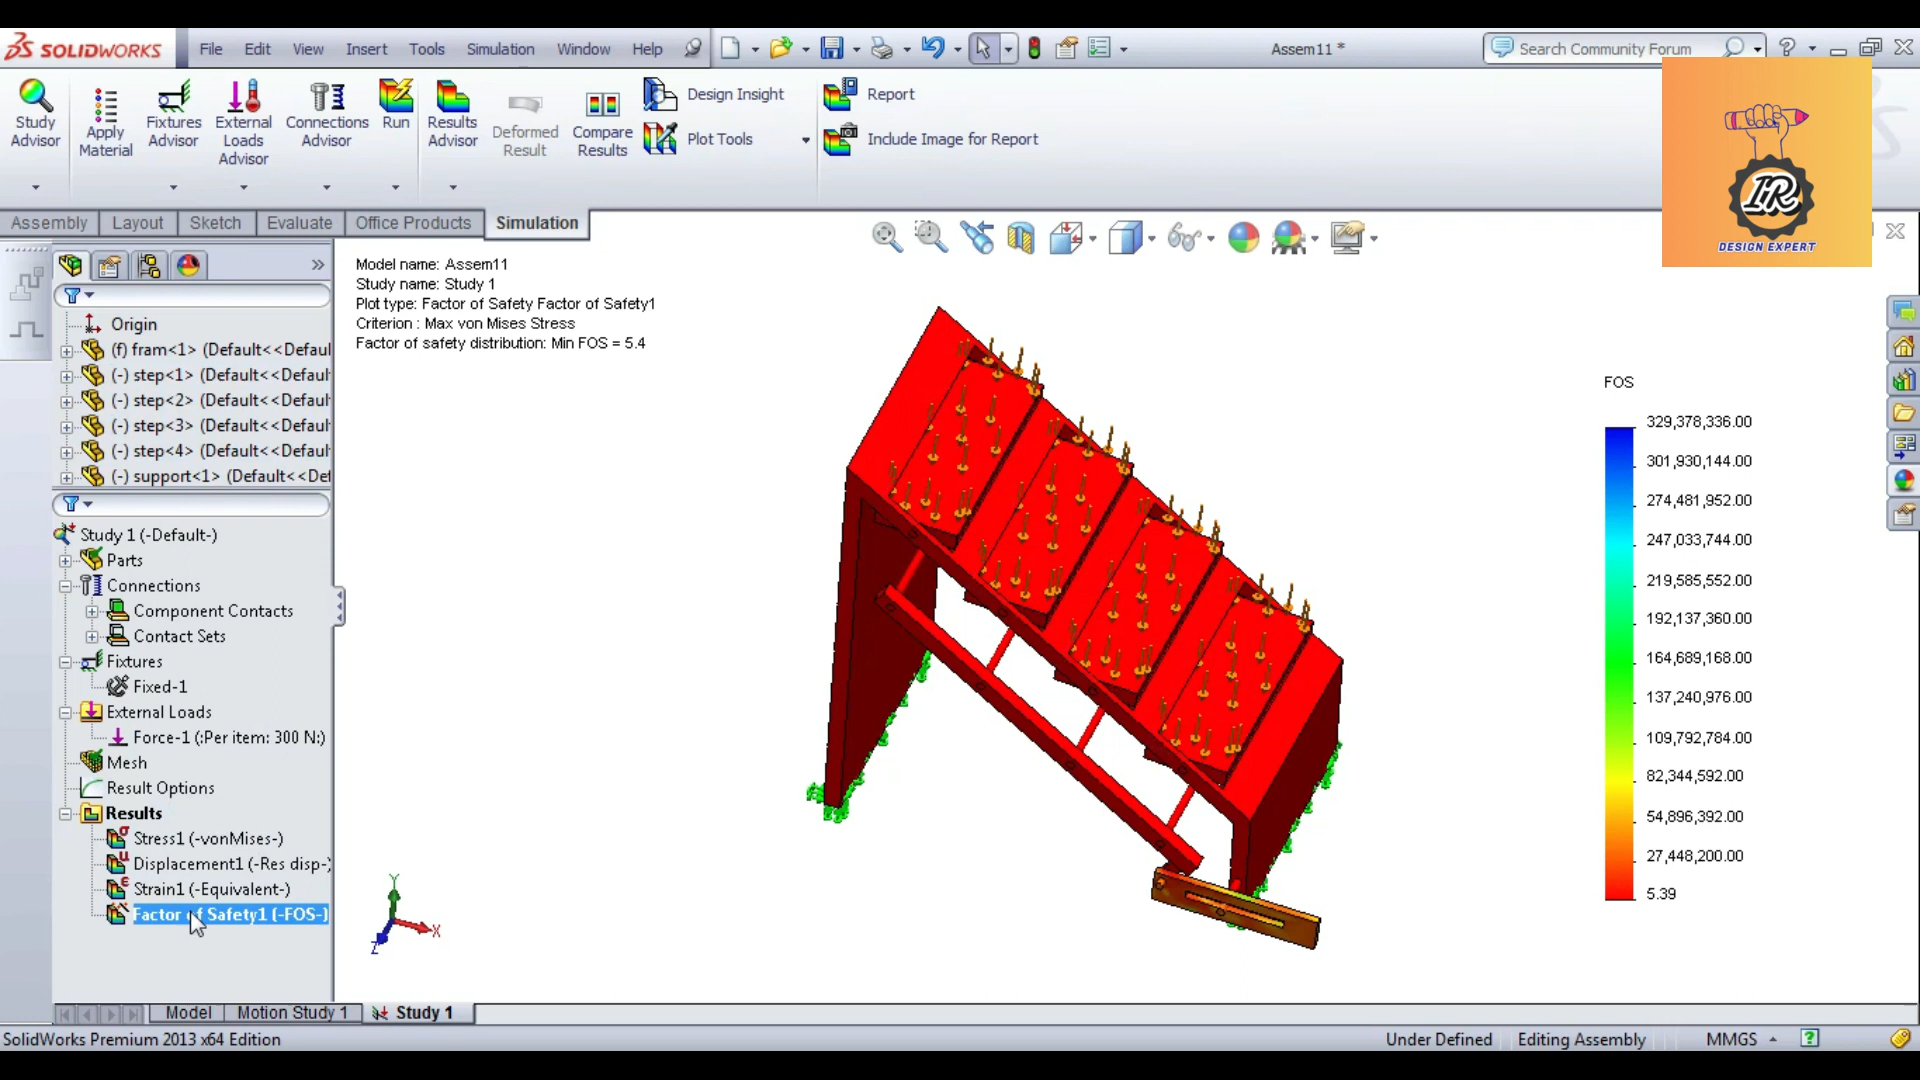 SOLIDWORKS
File Edit View Insert Tools Simulation Window Help
Assem11 *
Search Community Forum
Study Advisor
Apply Material
Fixtures Advisor
External Loads Advisor
Connections Advisor
Run
Results Advisor
Deformed Result
Compare Results
Design Insight
Plot Tools
Report
Include Image for Report
IR
DESIGN EXPERT
Assembly Layout Sketch Evaluate Office Products Simulation
Origin
(f) fram<1> (Default<<Defaul
(-) step<1> (Default<<Defaul
(-) step<2> (Default<<Defaul
(-) step<3> (Default<<Defaul
(-) step<4> (Default<<Defaul
(-) support<1> (Default<<Def
Study 1 (-Default-)
Parts
Connections
Component Contacts
Contact Sets
Fixtures
Fixed-1
External Loads
Force-1 (:Per item: 300 N:)
Mesh
Result Options
Results
Stress1 (-vonMises-)
Displacement1 (-Res disp-)
Strain1 (-Equivalent-)
Factor of Safety1 (-FOS-)
Model name: Assem11
Study name: Study 1
Plot type: Factor of Safety Factor of Safety1
Criterion : Max von Mises Stress
Factor of safety distribution: Min FOS = 5.4
FOS
329,378,336.00
301,930,144.00
274,481,952.00
247,033,744.00
219,585,552.00
192,137,360.00
164,689,168.00
137,240,976.00
109,792,784.00
82,344,592.00
54,896,392.00
27,448,200.00
5.39
Y
X
Z
Model Motion Study 1 Study 1
SolidWorks Premium 2013 x64 Edition
Under Defined Editing Assembly MMGS